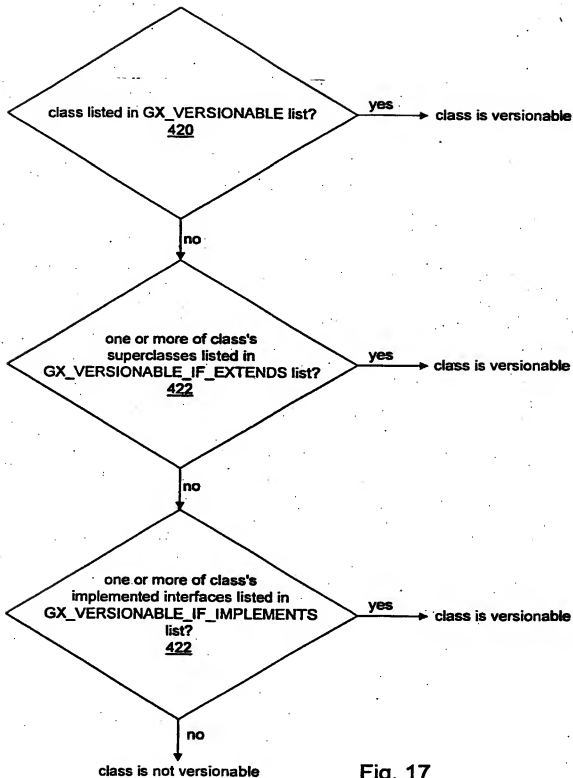 class listed in GX_VERSIONABLE list?
420
yes
class is versionable
no
one or more of class's
superclasses listed in
GX_VERSIONABLE_IF_EXTENDS list?
422
yes
class is versionable
no
one or more of class's
implemented interfaces listed in
GX_VERSIONABLE_IF_IMPLEMENTS
list?
422
yes
class is versionable
no
class is not versionable
Fig. 17